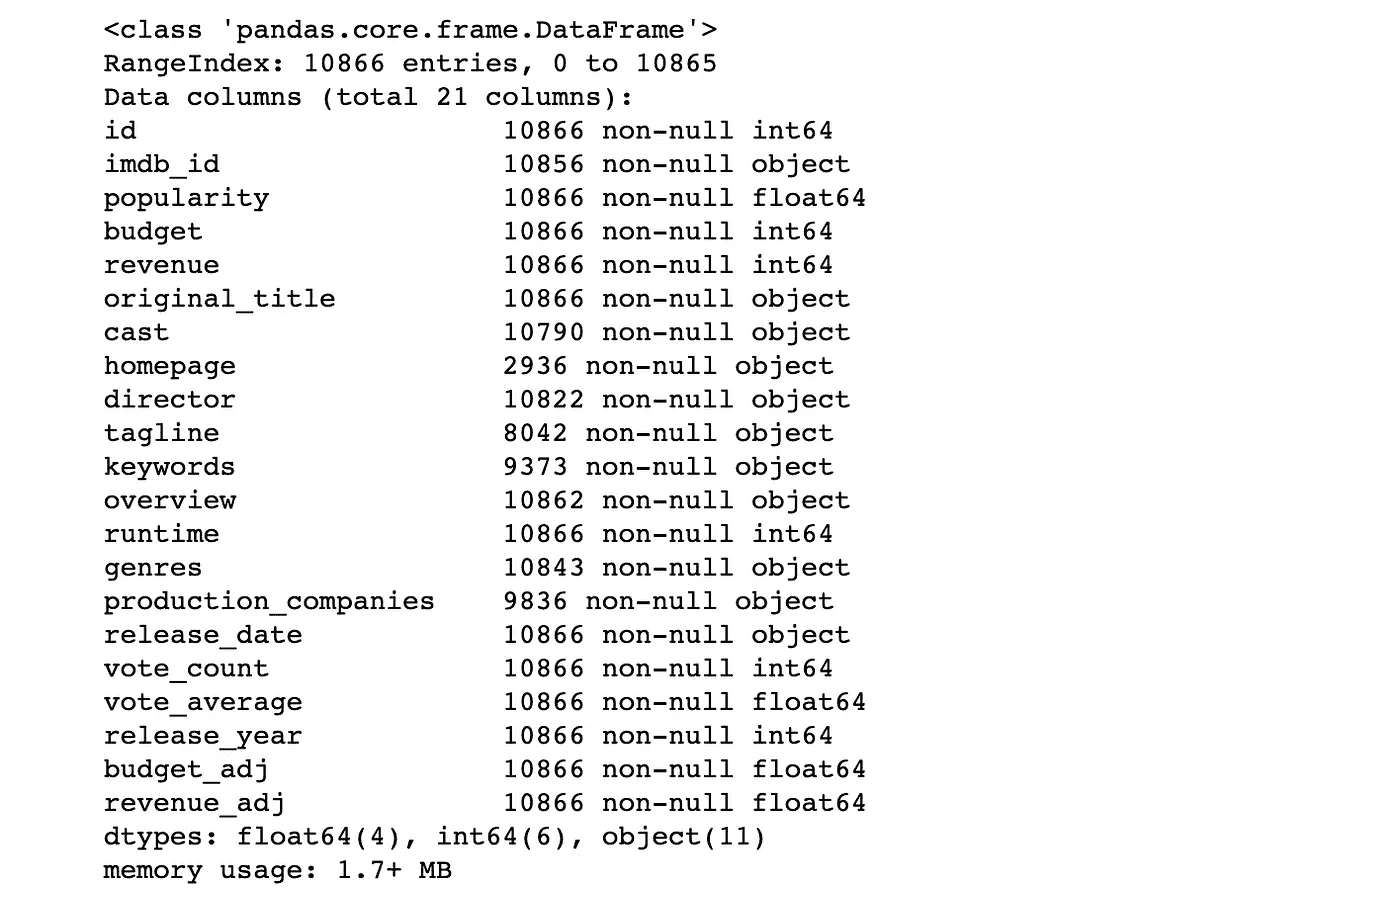 <class 'pandas.core.frame.DataFrame'>
RangeIndex: 10866 entries, 0 to 10865
Data columns (total 21 columns):
id                      10866 non-null int64
imdb_id                 10856 non-null object
popularity              10866 non-null float64
budget                  10866 non-null int64
revenue                 10866 non-null int64
original_title          10866 non-null object
cast                    10790 non-null object
homepage                2936 non-null object
director                10822 non-null object
tagline                 8042 non-null object
keywords                9373 non-null object
overview                10862 non-null object
runtime                 10866 non-null int64
genres                  10843 non-null object
production_companies    9836 non-null object
release_date            10866 non-null object
vote_count              10866 non-null int64
vote_average            10866 non-null float64
release_year            10866 non-null int64
budget_adj              10866 non-null float64
revenue_adj             10866 non-null float64
dtypes: float64(4), int64(6), object(11)
memory usage: 1.7+ MB